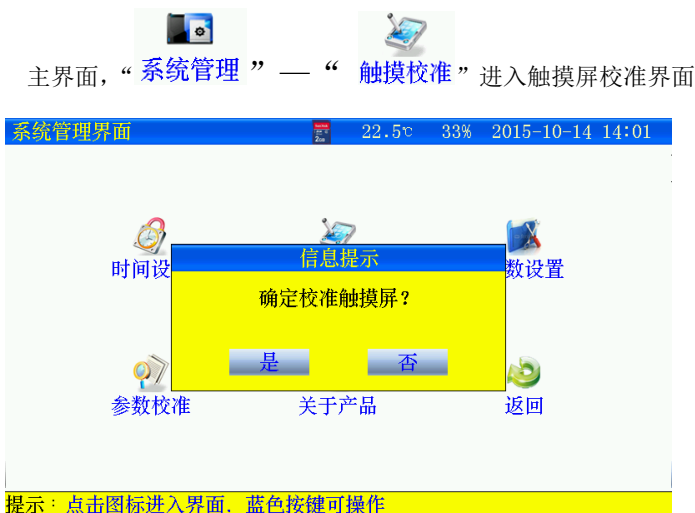 主界面，“系统管理”—“触摸校准”进入触摸屏校准界面
系统管理界面 22.5℃ 33% 2015-10-14 14:01
信息提示
时间设 数设置
确定校准触摸屏？
是 否
参数校准 关于产品 返回
提示：点击图标进入界面．蓝色按键可操作